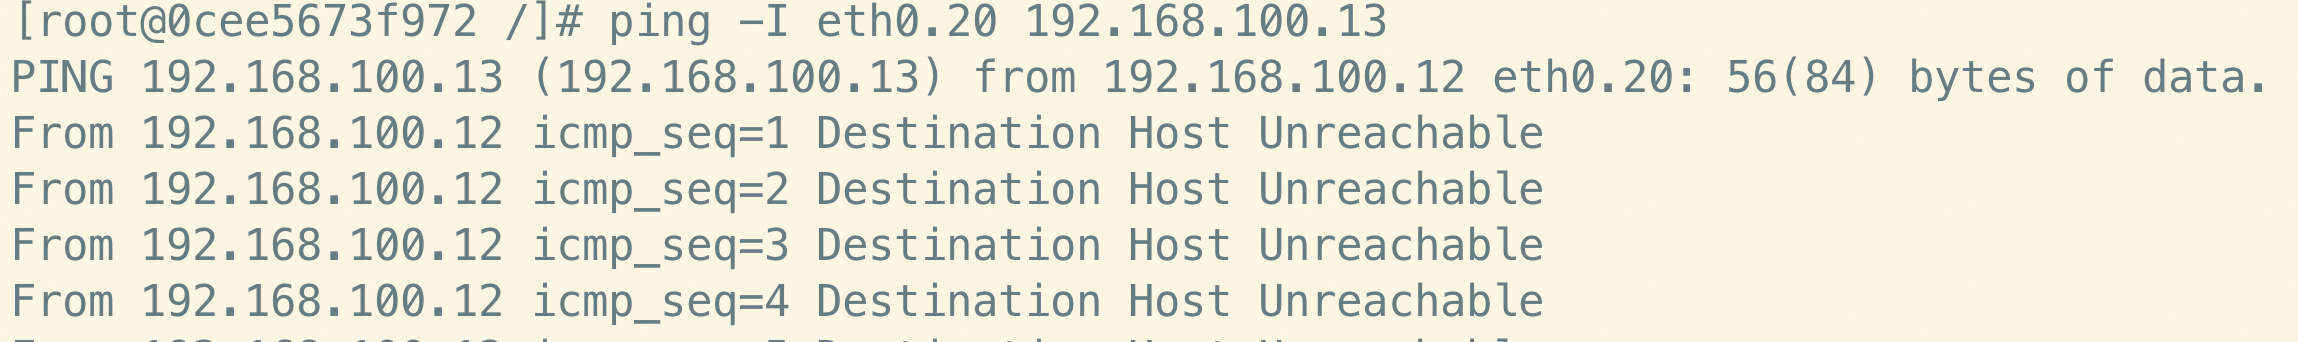 [root@0cee5673f972 /]# ping -I eth0.20 192.168.100.13
PING 192.168.100.13 (192.168.100.13) from 192.168.100.12 eth0.20: 56(84) bytes of data.
From 192.168.100.12 icmp_seq=1 Destination Host Unreachable
From 192.168.100.12 icmp_seq=2 Destination Host Unreachable
From 192.168.100.12 icmp_seq=3 Destination Host Unreachable
From 192.168.100.12 icmp_seq=4 Destination Host Unreachable